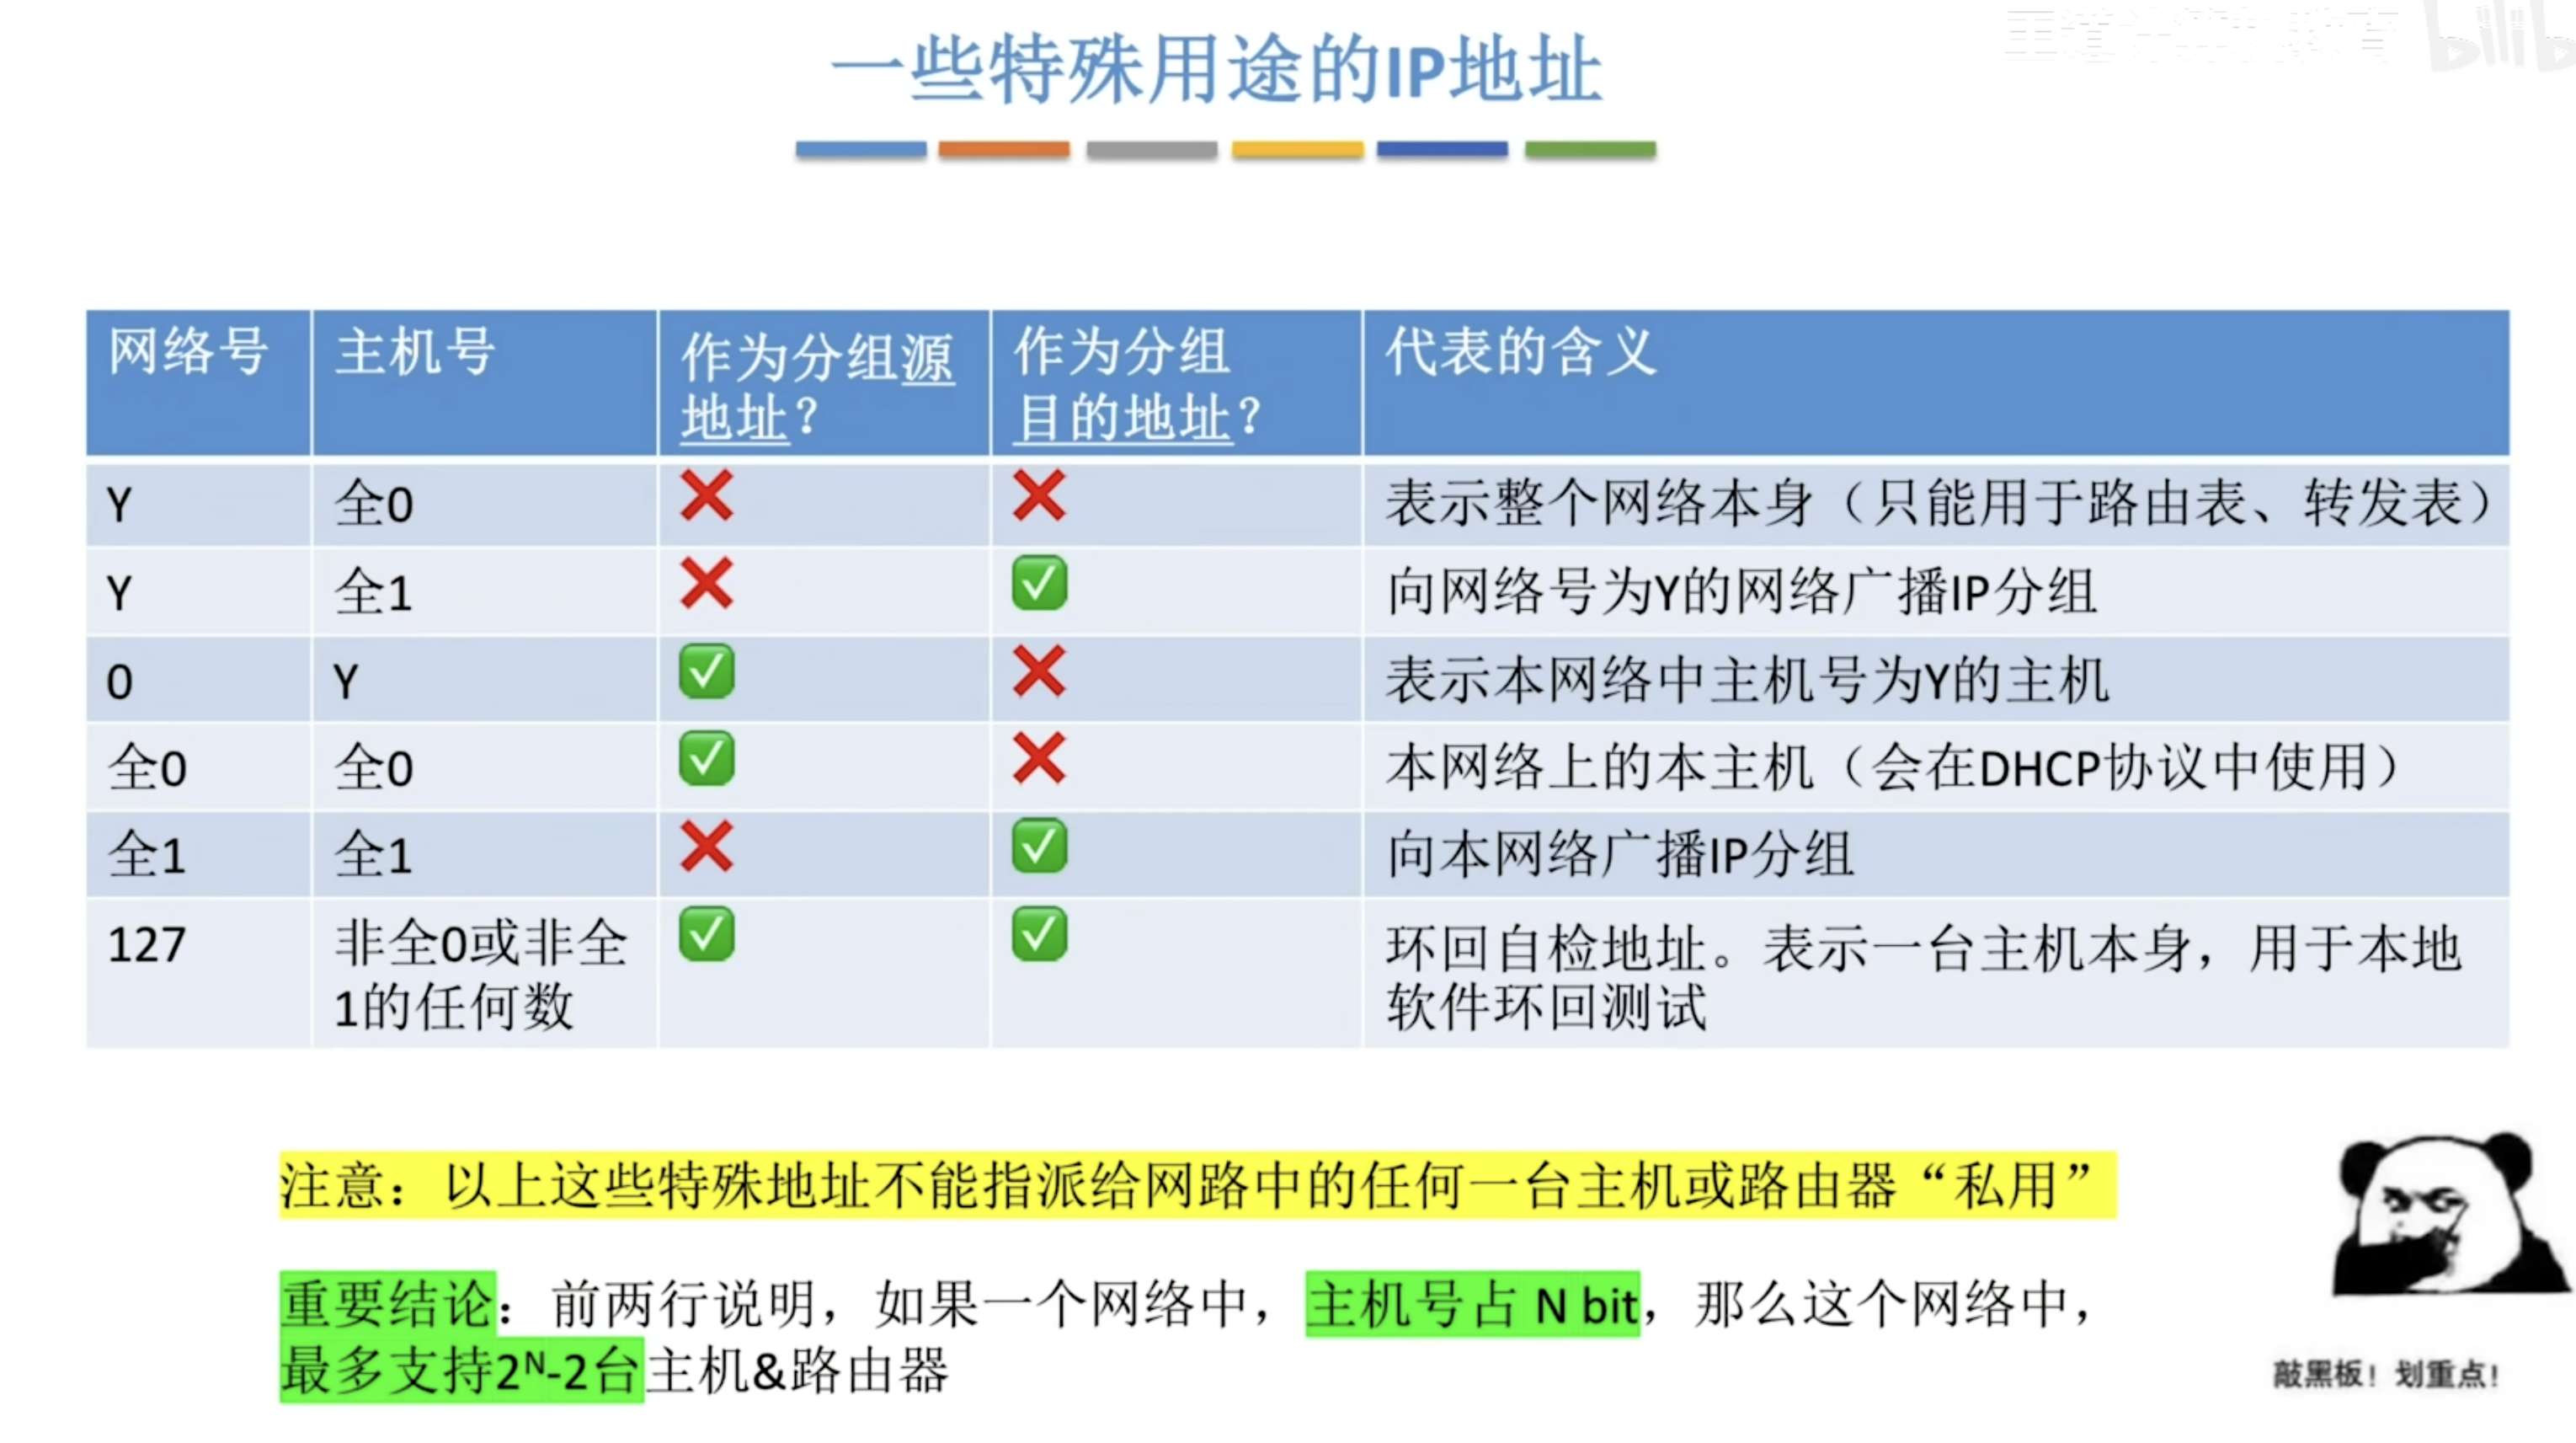 一些特殊用途的IP地址
网络号 主机号 作为分组源地址？ 作为分组目的地址？ 代表的含义
Y 全0 ❌ ❌ 表示整个网络本身（只能用于路由表、转发表）
Y 全1 ❌ ✅ 向网络号为Y的网络广播IP分组
0 Y ✅ ❌ 表示本网络中主机号为Y的主机
全0 全0 ✅ ❌ 本网络上的本主机（会在DHCP协议中使用）
全1 全1 ❌ ✅ 向本网络广播IP分组
127 非全0或非全1的任何数 ✅ ✅ 环回自检地址。表示一台主机本身，用于本地软件环回测试
注意：以上这些特殊地址不能指派给网路中的任何一台主机或路由器“私用”
重要结论：前两行说明，如果一个网络中，主机号占 N bit，那么这个网络中，
最多支持2ᴺ-2台主机&路由器
敲黑板！划重点！